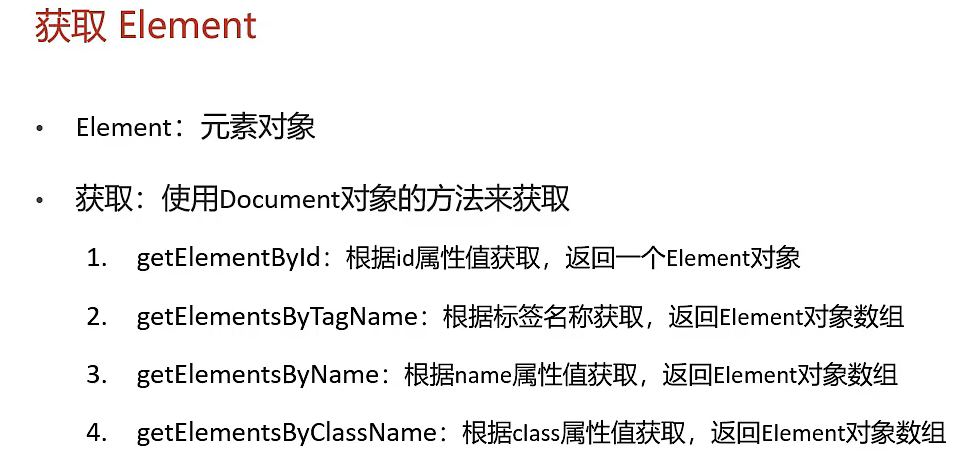 获取 Element
• Element：元素对象
• 获取：使用Document对象的方法来获取
1. getElementById：根据id属性值获取，返回一个Element对象
2. getElementsByTagName：根据标签名称获取，返回Element对象数组
3. getElementsByName：根据name属性值获取，返回Element对象数组
4. getElementsByClassName：根据class属性值获取，返回Element对象数组